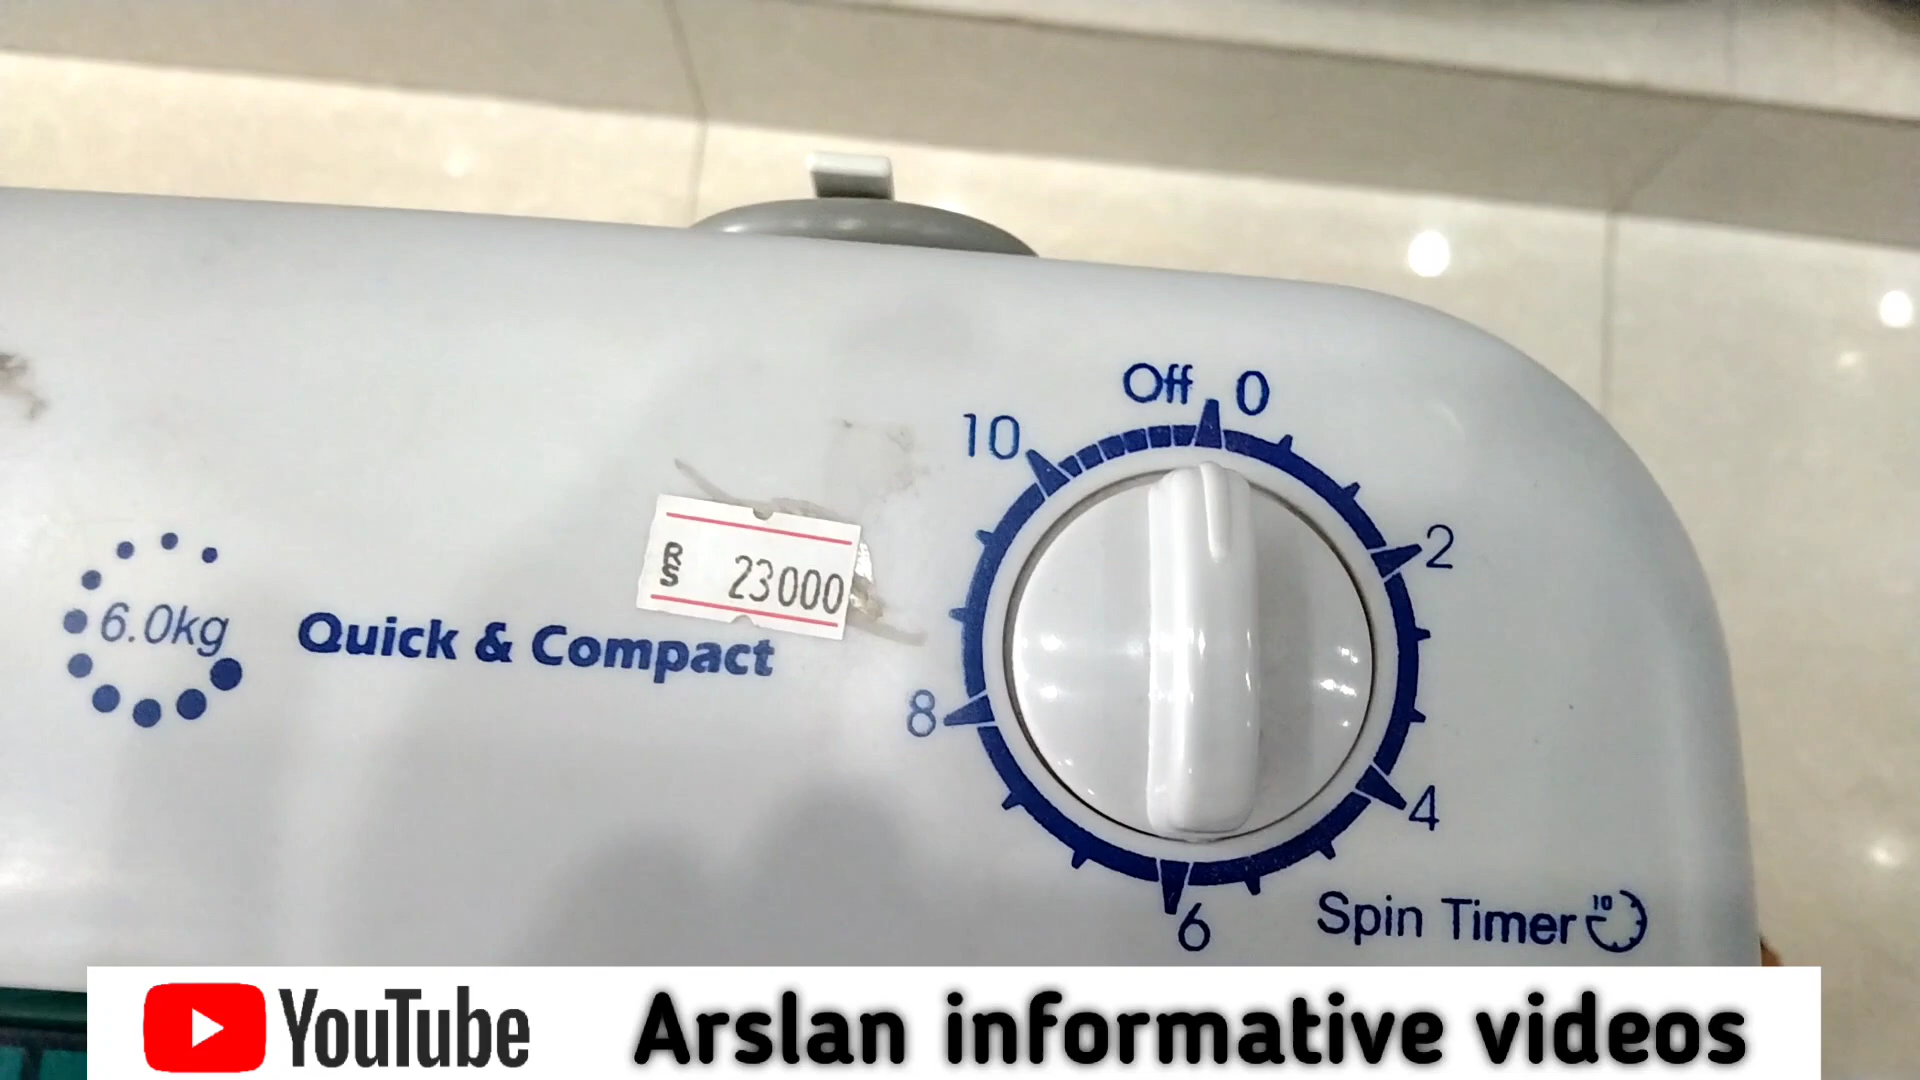 Off 0
10
2
RS 23000
6.0kg
Quick & Compact
8
4
6
Spin Timer 10
YouTube Arslan informative videos